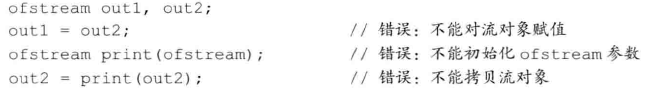 ofstream out1, out2;
out1 = out2; // 错误：不能对流对象赋值
ofstream print(ofstream); // 错误：不能初始化 ofstream 参数
out2 = print(out2); // 错误：不能拷贝流对象